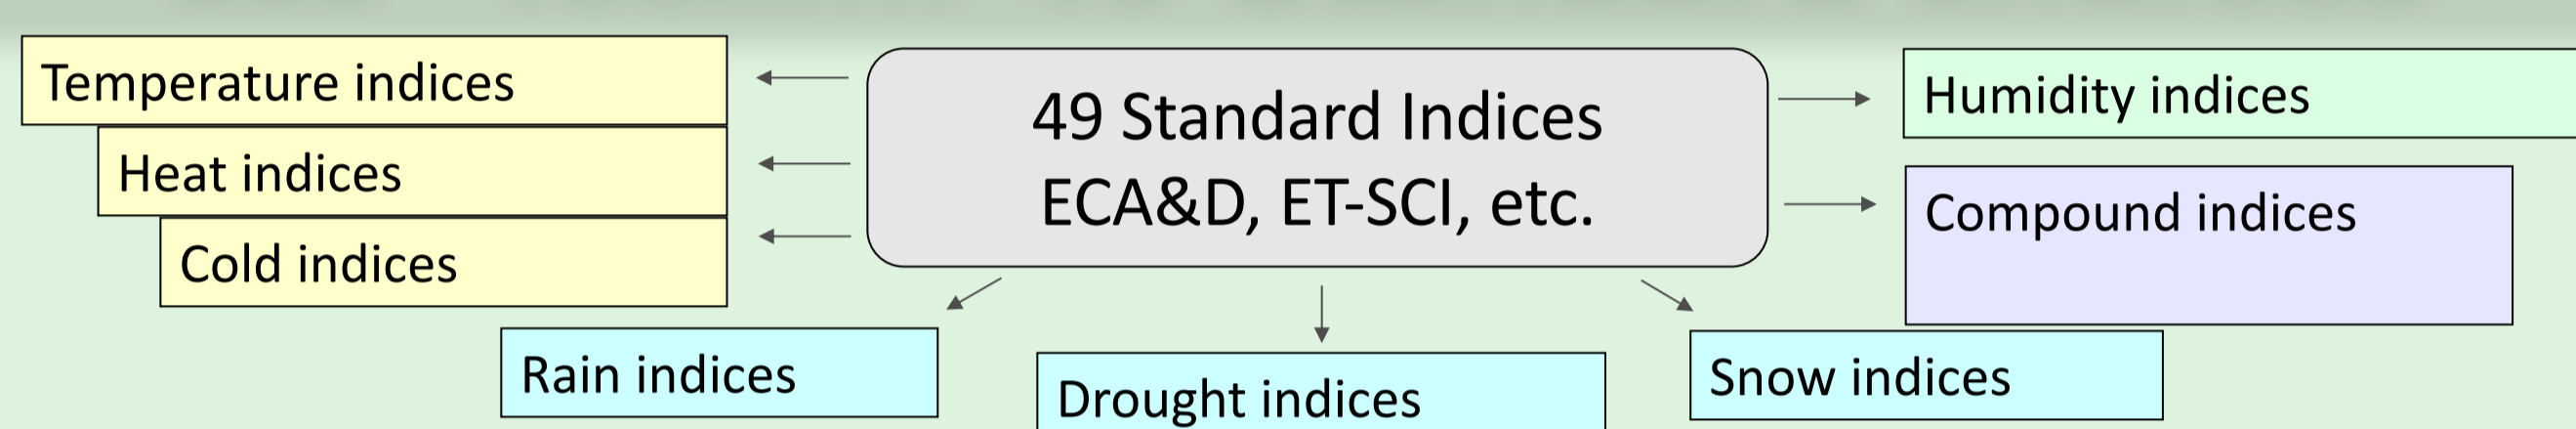 Temperature indices
Heat indices
Cold indices
49 Standard Indices
ECA&D, ET-SCI, etc.
Humidity indices
Compound indices
Rain indices
Drought indices
Snow indices